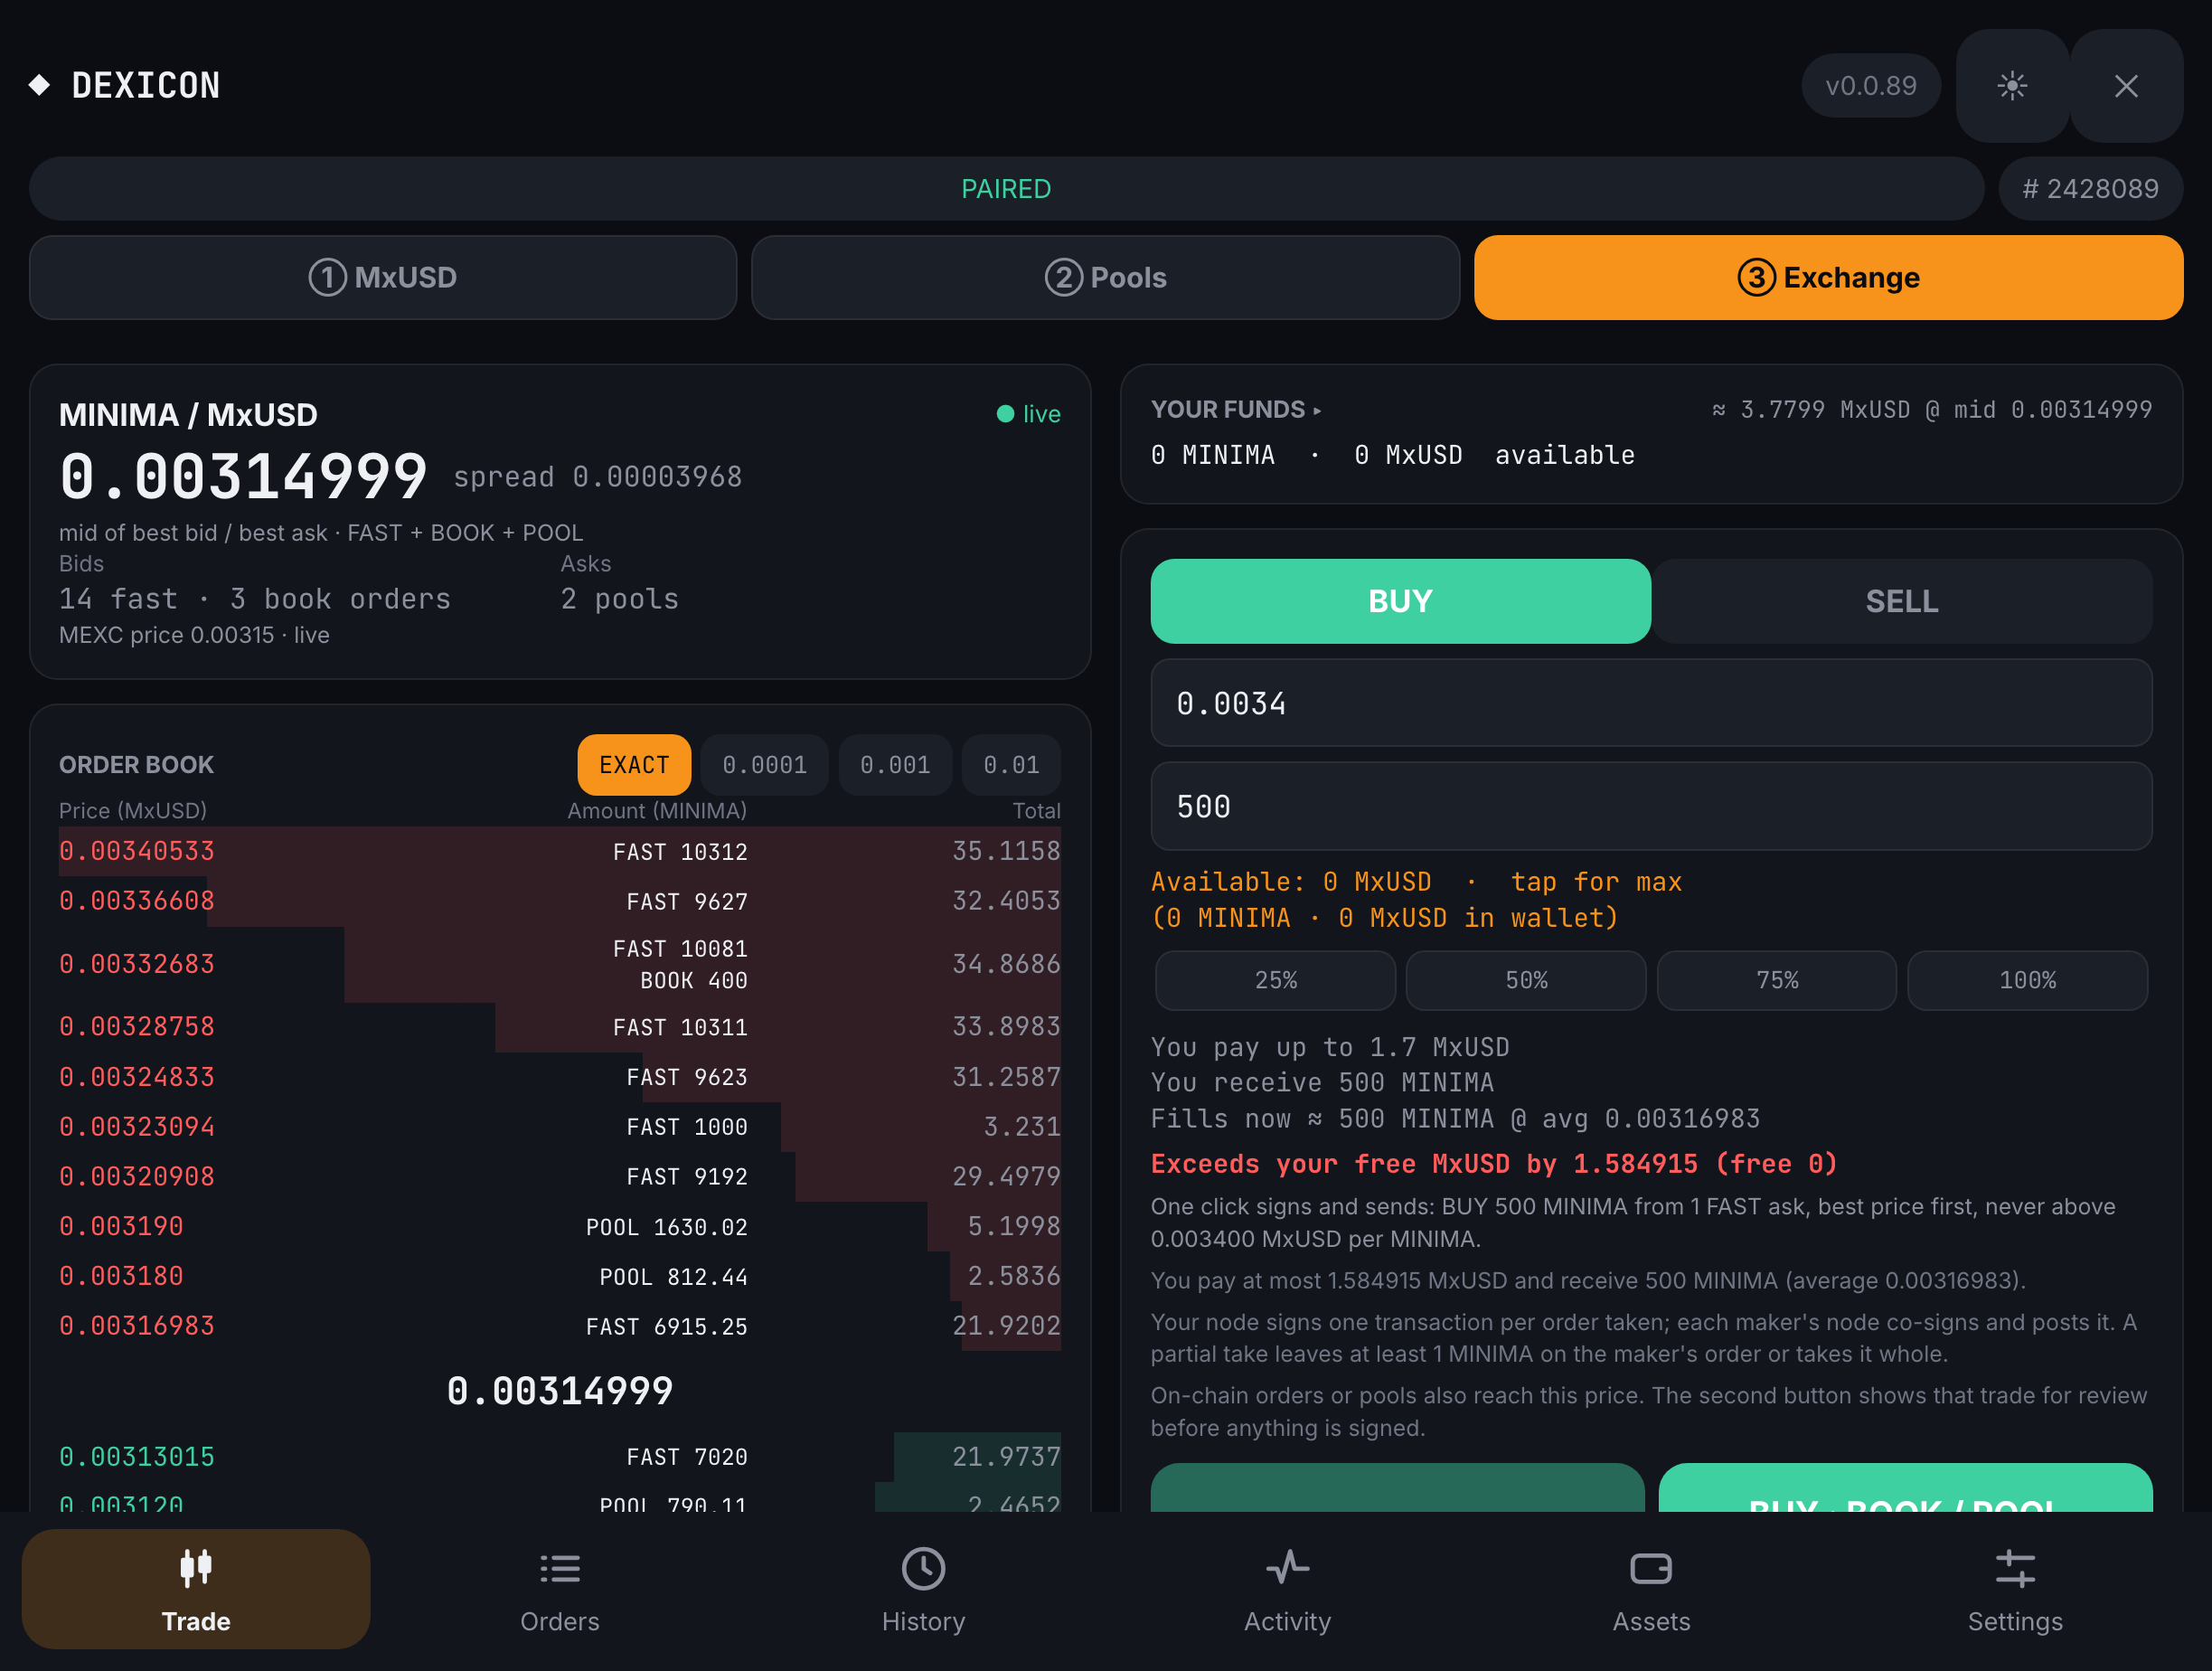 ◆ DEXICON
v0.0.89
PAIRED
# 2428089
① MxUSD
② Pools
③ Exchange
MINIMA / MxUSD
live
0.00314999 spread 0.00003968
mid of best bid / best ask · FAST + BOOK + POOL
Bids
Asks
14 fast · 3 book orders
2 pools
MEXC price 0.00315 · live
ORDER BOOK
EXACT
0.0001
0.001
0.01
Price (MxUSD) Amount (MINIMA) Total
0.00340533 FAST 10312 35.1158
0.00336608 FAST 9627 32.4053
0.00332683 FAST 10081 34.8686
BOOK 400
0.00328758 FAST 10311 33.8983
0.00324833 FAST 9623 31.2587
0.00323094 FAST 1000 3.231
0.00320908 FAST 9192 29.4979
0.003190 POOL 1630.02 5.1998
0.003180 POOL 812.44 2.5836
0.00316983 FAST 6915.25 21.9202
0.00314999
0.00313015 FAST 7020 21.9737
0.003120 POOL 790.11 2.4652
YOUR FUNDS ▸
≈ 3.7799 MxUSD @ mid 0.00314999
0 MINIMA · 0 MxUSD available
BUY
SELL
0.0034
500
Available: 0 MxUSD · tap for max
(0 MINIMA · 0 MxUSD in wallet)
25%
50%
75%
100%
You pay up to 1.7 MxUSD
You receive 500 MINIMA
Fills now ≈ 500 MINIMA @ avg 0.00316983
Exceeds your free MxUSD by 1.584915 (free 0)
One click signs and sends: BUY 500 MINIMA from 1 FAST ask, best price first, never above
0.003400 MxUSD per MINIMA.
You pay at most 1.584915 MxUSD and receive 500 MINIMA (average 0.00316983).
Your node signs one transaction per order taken; each maker's node co-signs and posts it. A
partial take leaves at least 1 MINIMA on the maker's order or takes it whole.
On-chain orders or pools also reach this price. The second button shows that trade for review
before anything is signed.
BUY · BOOK / POOL
Trade
Orders
History
Activity
Assets
Settings